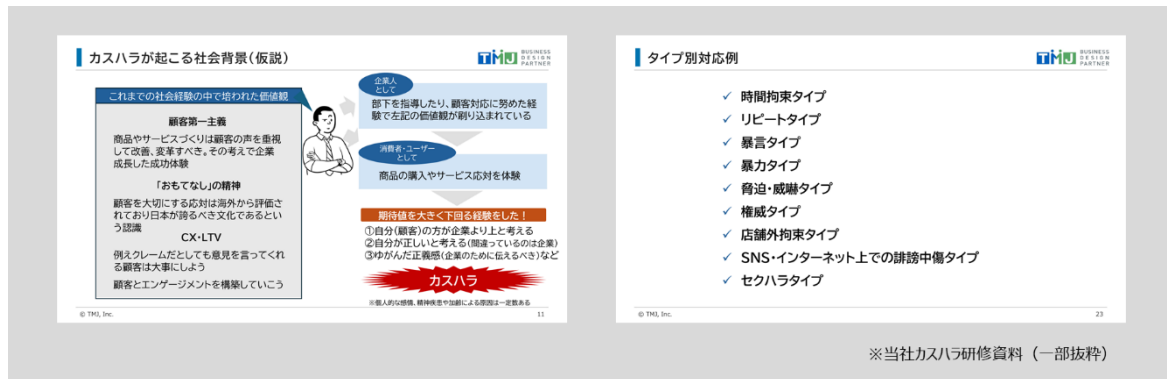 カスハラが起こる社会背景(仮説)
TMJ BUSINESS
DESIGN
PARTNER
これまでの社会経験の中で培われた価値観
顧客第一主義
商品やサービスづくりは顧客の声を重視
して改善、変革すべき。その考えで企業
成長した成功体験
「おもてなし」の精神
顧客を大切にする応対は海外から評価さ
れており日本が誇るべき文化であるとい
う認識
CX・LTV
例えクレームだとしても意見を言ってくれ
る顧客は大事にしよう
顧客とエンゲージメントを構築していこう
企業人
として
部下を指導したり、顧客対応に努めた経
験で左記の価値観が刷り込まれている
消費者・ユーザー
として
商品の購入やサービス応対を体験
期待値を大きく下回る経験をした！
①自分(顧客)の方が企業より上と考える
②自分が正しいと考える(間違っているのは企業)
③ゆがんだ正義感(企業のために伝えるべき)など
カスハラ
※個人的な感情、精神疾患や加齢による原因は一定数ある
© TMJ, Inc.
11
タイプ別対応例
TMJ BUSINESS
DESIGN
PARTNER
✓ 時間拘束タイプ
✓ リピートタイプ
✓ 暴言タイプ
✓ 暴力タイプ
✓ 脅迫・威嚇タイプ
✓ 権威タイプ
✓ 店舗外拘束タイプ
✓ SNS・インターネット上での誹謗中傷タイプ
✓ セクハラタイプ
© TMJ, Inc.
23
※当社カスハラ研修資料（一部抜粋）